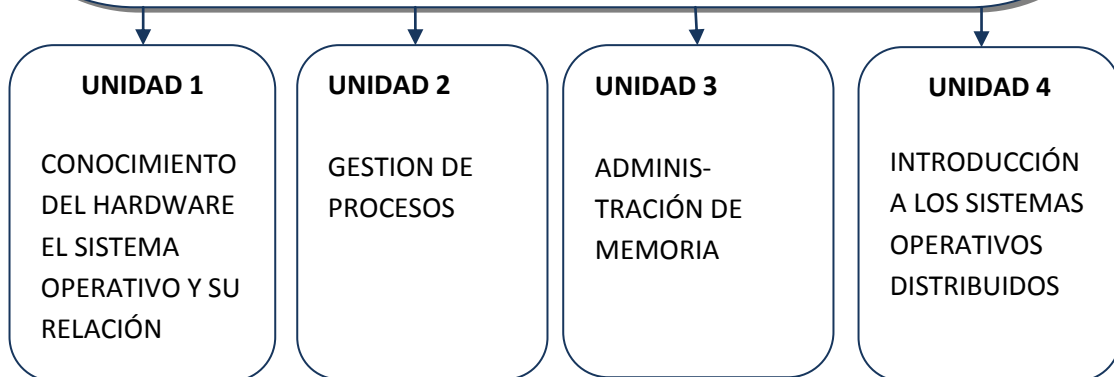 UNIDAD 1
CONOCIMIENTO
DEL HARDWARE
EL SISTEMA
OPERATIVO Y SU
RELACIÓN
UNIDAD 2
GESTION DE
PROCESOS
UNIDAD 3
ADMINIS-
TRACIÓN DE
MEMORIA
UNIDAD 4
INTRODUCCIÓN
A LOS SISTEMAS
OPERATIVOS
DISTRIBUIDOS